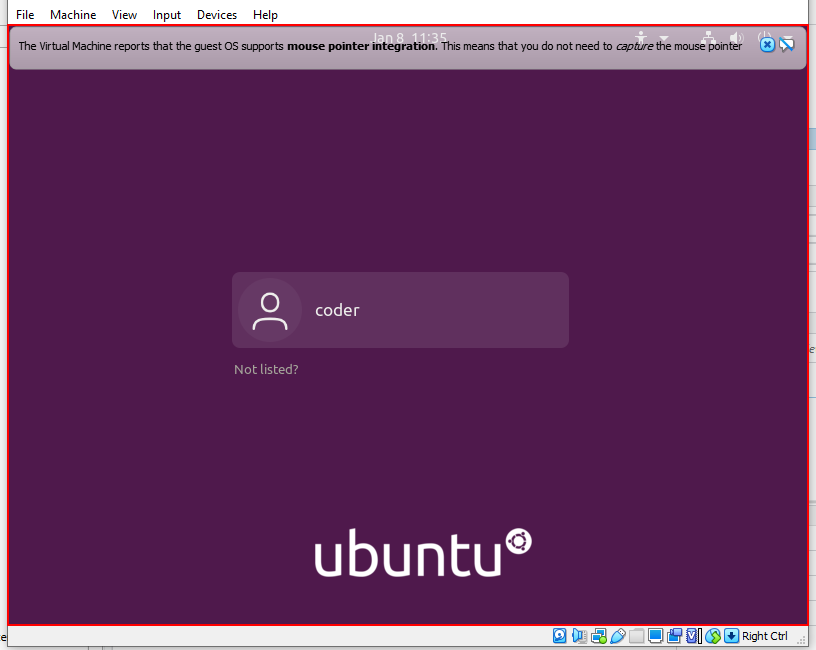 File Machine View Input Devices Help
Jan 8 11:35
The Virtual Machine reports that the guest OS supports mouse pointer integration. This means that you do not need to capture the mouse pointer
coder
Not listed?
ubuntu
Right Ctrl